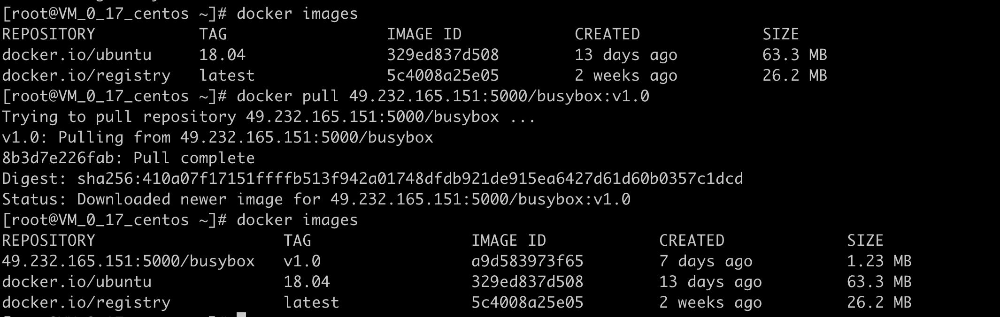 [root@VM_0_17_centos ~]# docker images
REPOSITORY TAG IMAGE ID CREATED SIZE
docker.io/ubuntu 18.04 329ed837d508 13 days ago 63.3 MB
docker.io/registry latest 5c4008a25e05 2 weeks ago 26.2 MB
[root@VM_0_17_centos ~]# docker pull 49.232.165.151:5000/busybox:v1.0
Trying to pull repository 49.232.165.151:5000/busybox ...
v1.0: Pulling from 49.232.165.151:5000/busybox
8b3d7e226fab: Pull complete
Digest: sha256:410a07f17151ffffb513f942a01748dfdb921de915ea6427d61d60b0357c1dcd
Status: Downloaded newer image for 49.232.165.151:5000/busybox:v1.0
[root@VM_0_17_centos ~]# docker images
REPOSITORY TAG IMAGE ID CREATED SIZE
49.232.165.151:5000/busybox v1.0 a9d583973f65 7 days ago 1.23 MB
docker.io/ubuntu 18.04 329ed837d508 13 days ago 63.3 MB
docker.io/registry latest 5c4008a25e05 2 weeks ago 26.2 MB